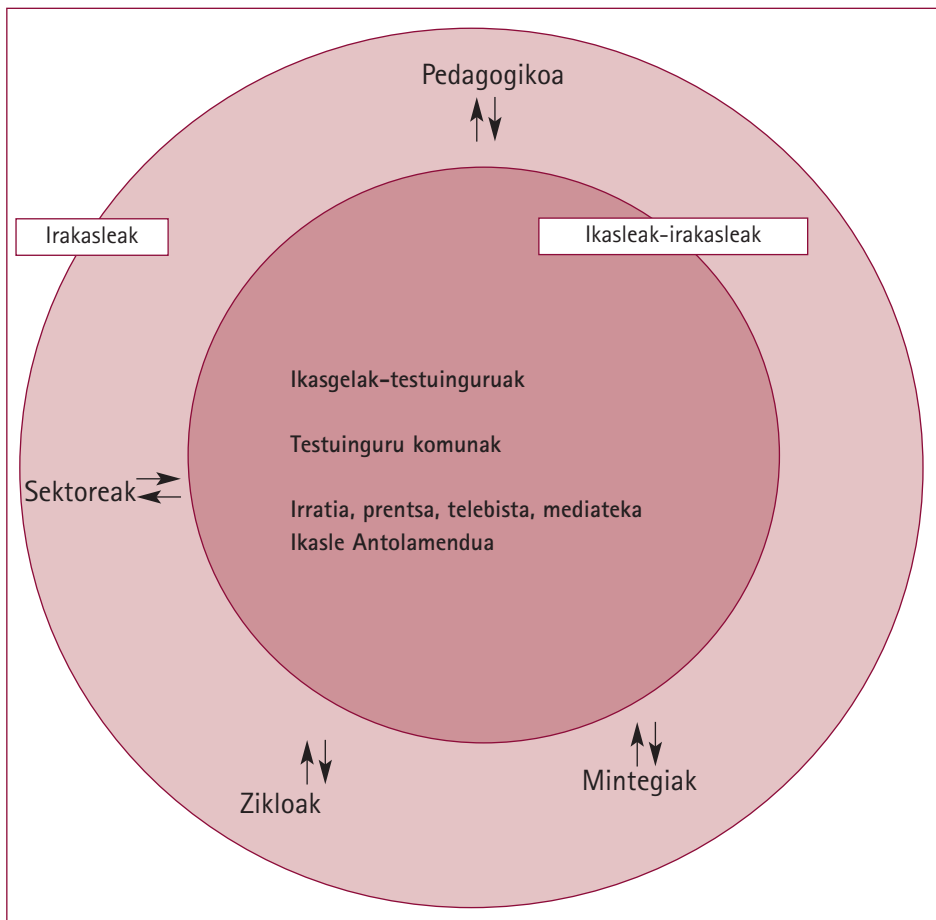 Pedagogikoa
Irakasleak
Ikasleak-irakasleak
Ikasgelak-testuinguruak
Testuinguru komunak
Sektoreak
Irratia, prentsa, telebista, mediateka
Ikasle Antolamendua
Zikloak
Mintegiak